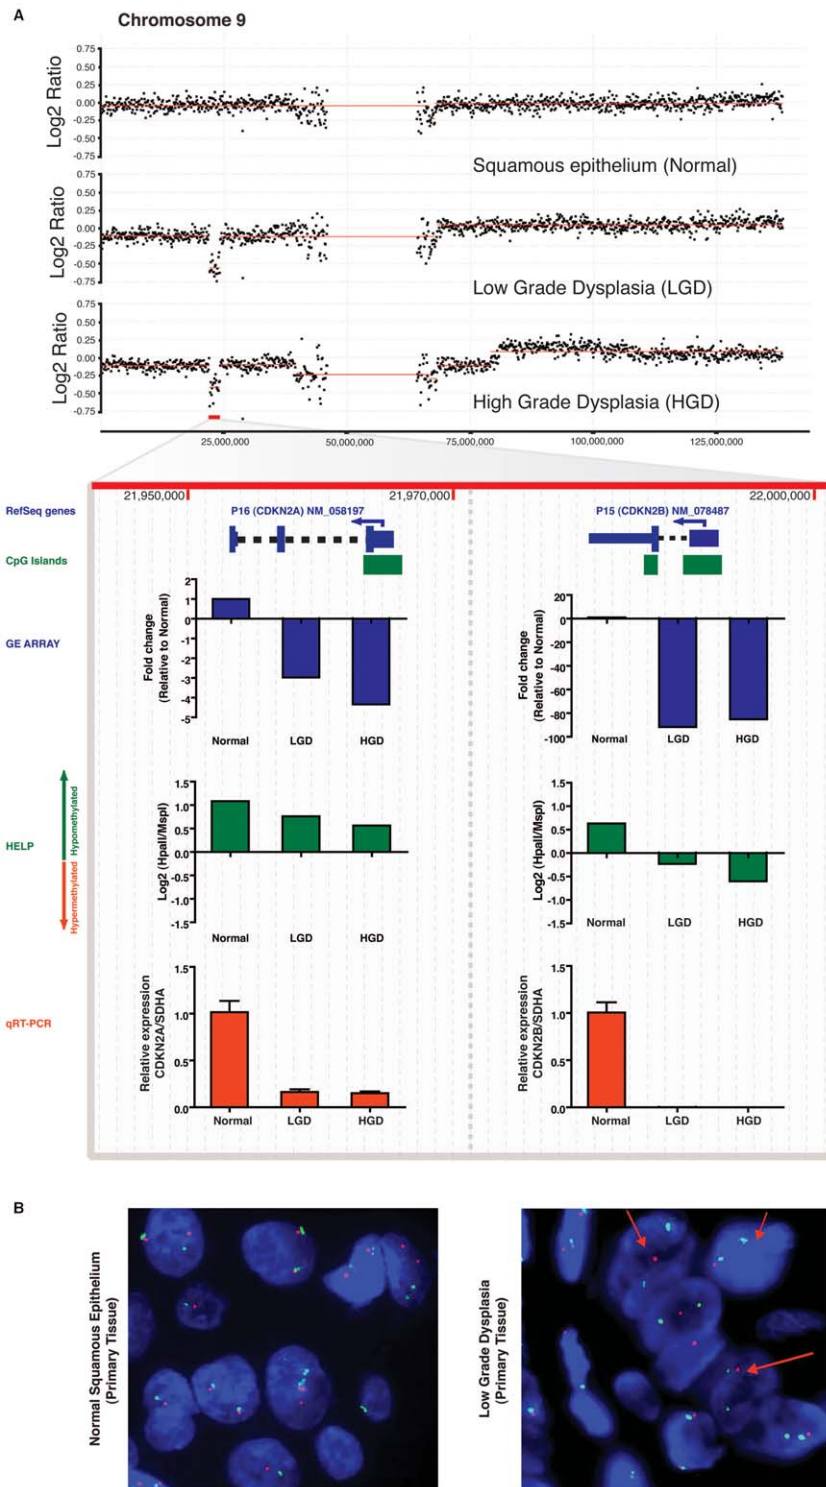 A
Chromosome 9
Log2 Ratio
0.75
0.50
0.25
0.00
-0.25
-0.50
-0.75
Squamous epithelium (Normal)
Log2 Ratio
0.75
0.50
0.25
0.00
-0.25
-0.50
-0.75
Low Grade Dysplasia (LGD)
Log2 Ratio
0.75
0.50
0.25
0.00
-0.25
-0.50
-0.75
High Grade Dysplasia (HGD)
25,000,000 50,000,000 75,000,000 100,000,000 125,000,000
21,950,000 21,970,000 22,000,000
RefSeq genes
P16 (CDKN2A) NM_058197
P15 (CDKN2B) NM_078487
CpG Islands
GE ARRAY
Fold change
(Relative to Normal)
2
1
0
-1
-2
-3
-4
-5
Normal LGD HGD
Fold change
(Relative to Normal)
20
0
-20
-40
-60
-80
-100
Normal LGD HGD
HELP
Hypomethylated
Hypermethylated
Log2 (HpaII/MspI)
1.5
1.0
0.5
0.0
-0.5
-1.0
-1.5
Normal LGD HGD
Log2 (HpaII/MspI)
1.5
1.0
0.5
0.0
-0.5
-1.0
-1.5
Normal LGD HGD
qRT-PCR
Relative expression
CDKN2A/SDHA
1.5
1.0
0.5
0.0
Normal LGD HGD
Relative expression
CDKN2B/SDHA
1.5
1.0
0.5
0.0
Normal LGD HGD
B
Normal Squamous Epithelium
(Primary Tissue)
Low Grade Dysplasia
(Primary Tissue)